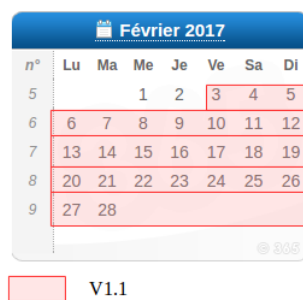 Février 2017
n° Lu Ma Me Je Ve Sa Di
5 1 2 3 4 5
6 6 7 8 9 10 11 12
7 13 14 15 16 17 18 19
8 20 21 22 23 24 25 26
9 27 28
© 365
V1.1